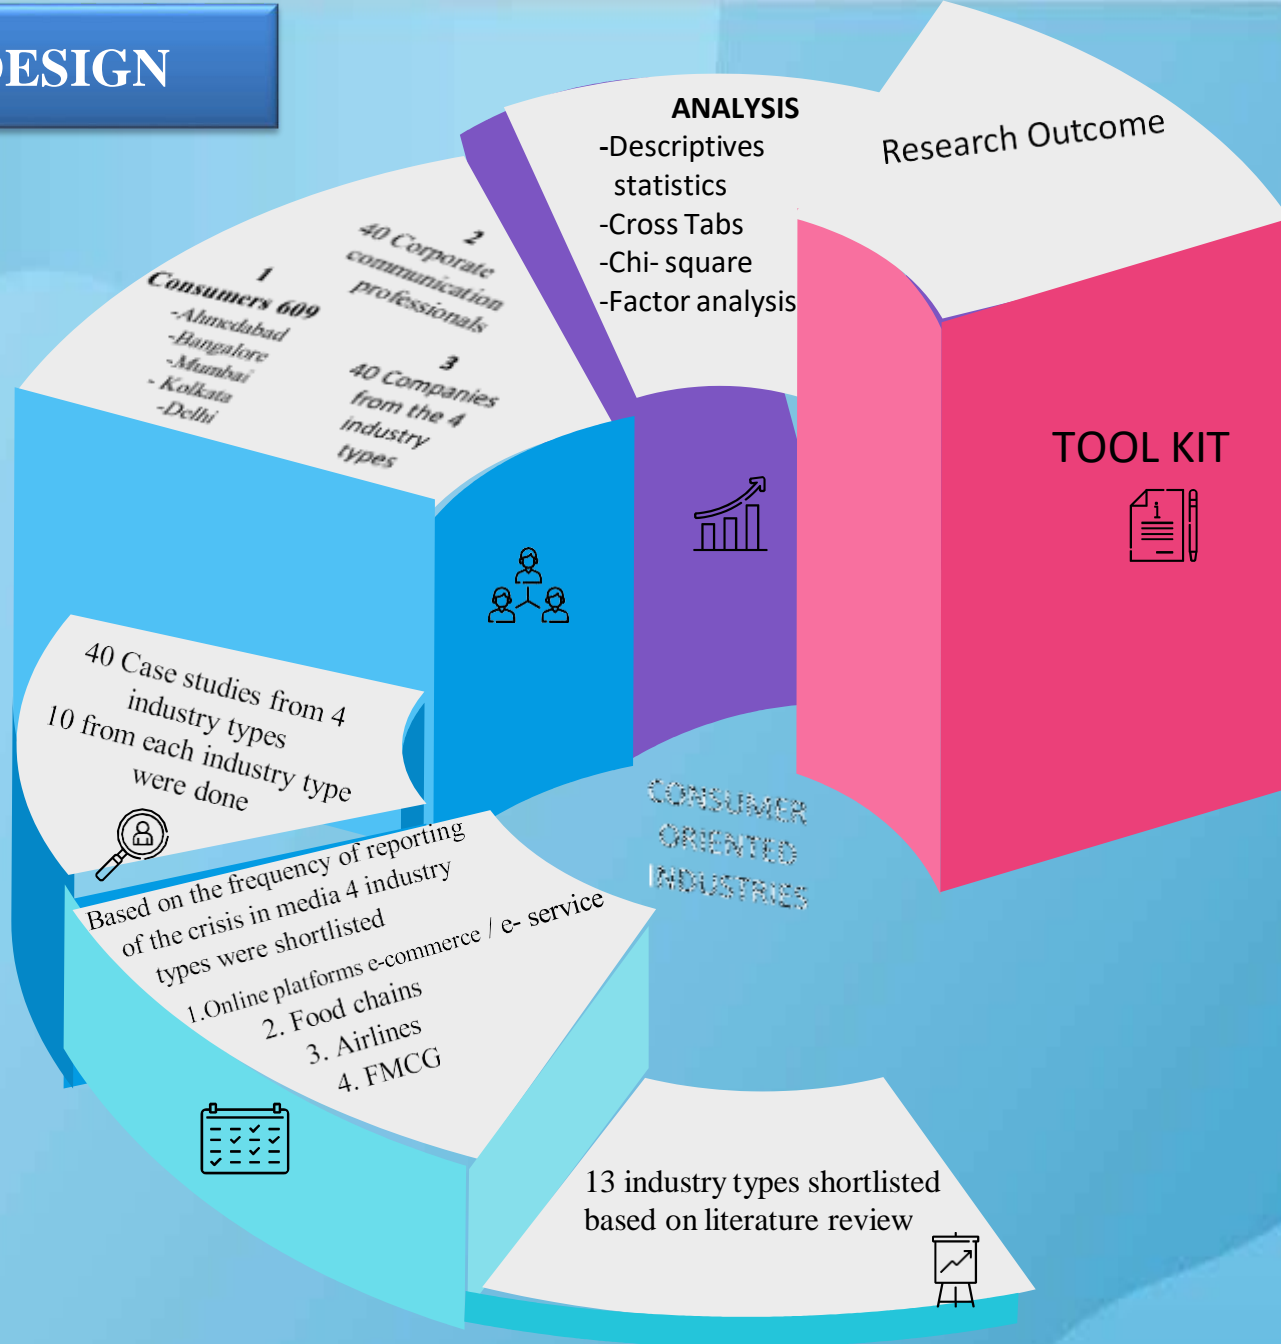 DESIGN
ANALYSIS
-Descriptives
statistics
-Cross Tabs
-Chi- square
-Factor analysis
Research Outcome
1
Consumers 609
-Ahmedabad
-Bangalore
-Mumbai
- Kolkata
-Delhi
2
40 Corporate
communication
professionals
3
40 Companies
from the 4
industry
types
TOOL KIT
40 Case studies from 4
industry types
10 from each industry type
were done
CONSUMER
ORIENTED
INDUSTRIES
Based on the frequency of reporting
of the crisis in media 4 industry
types were shortlisted
1.Online platforms e-commerce / e- service
2. Food chains
3. Airlines
4. FMCG
13 industry types shortlisted
based on literature review